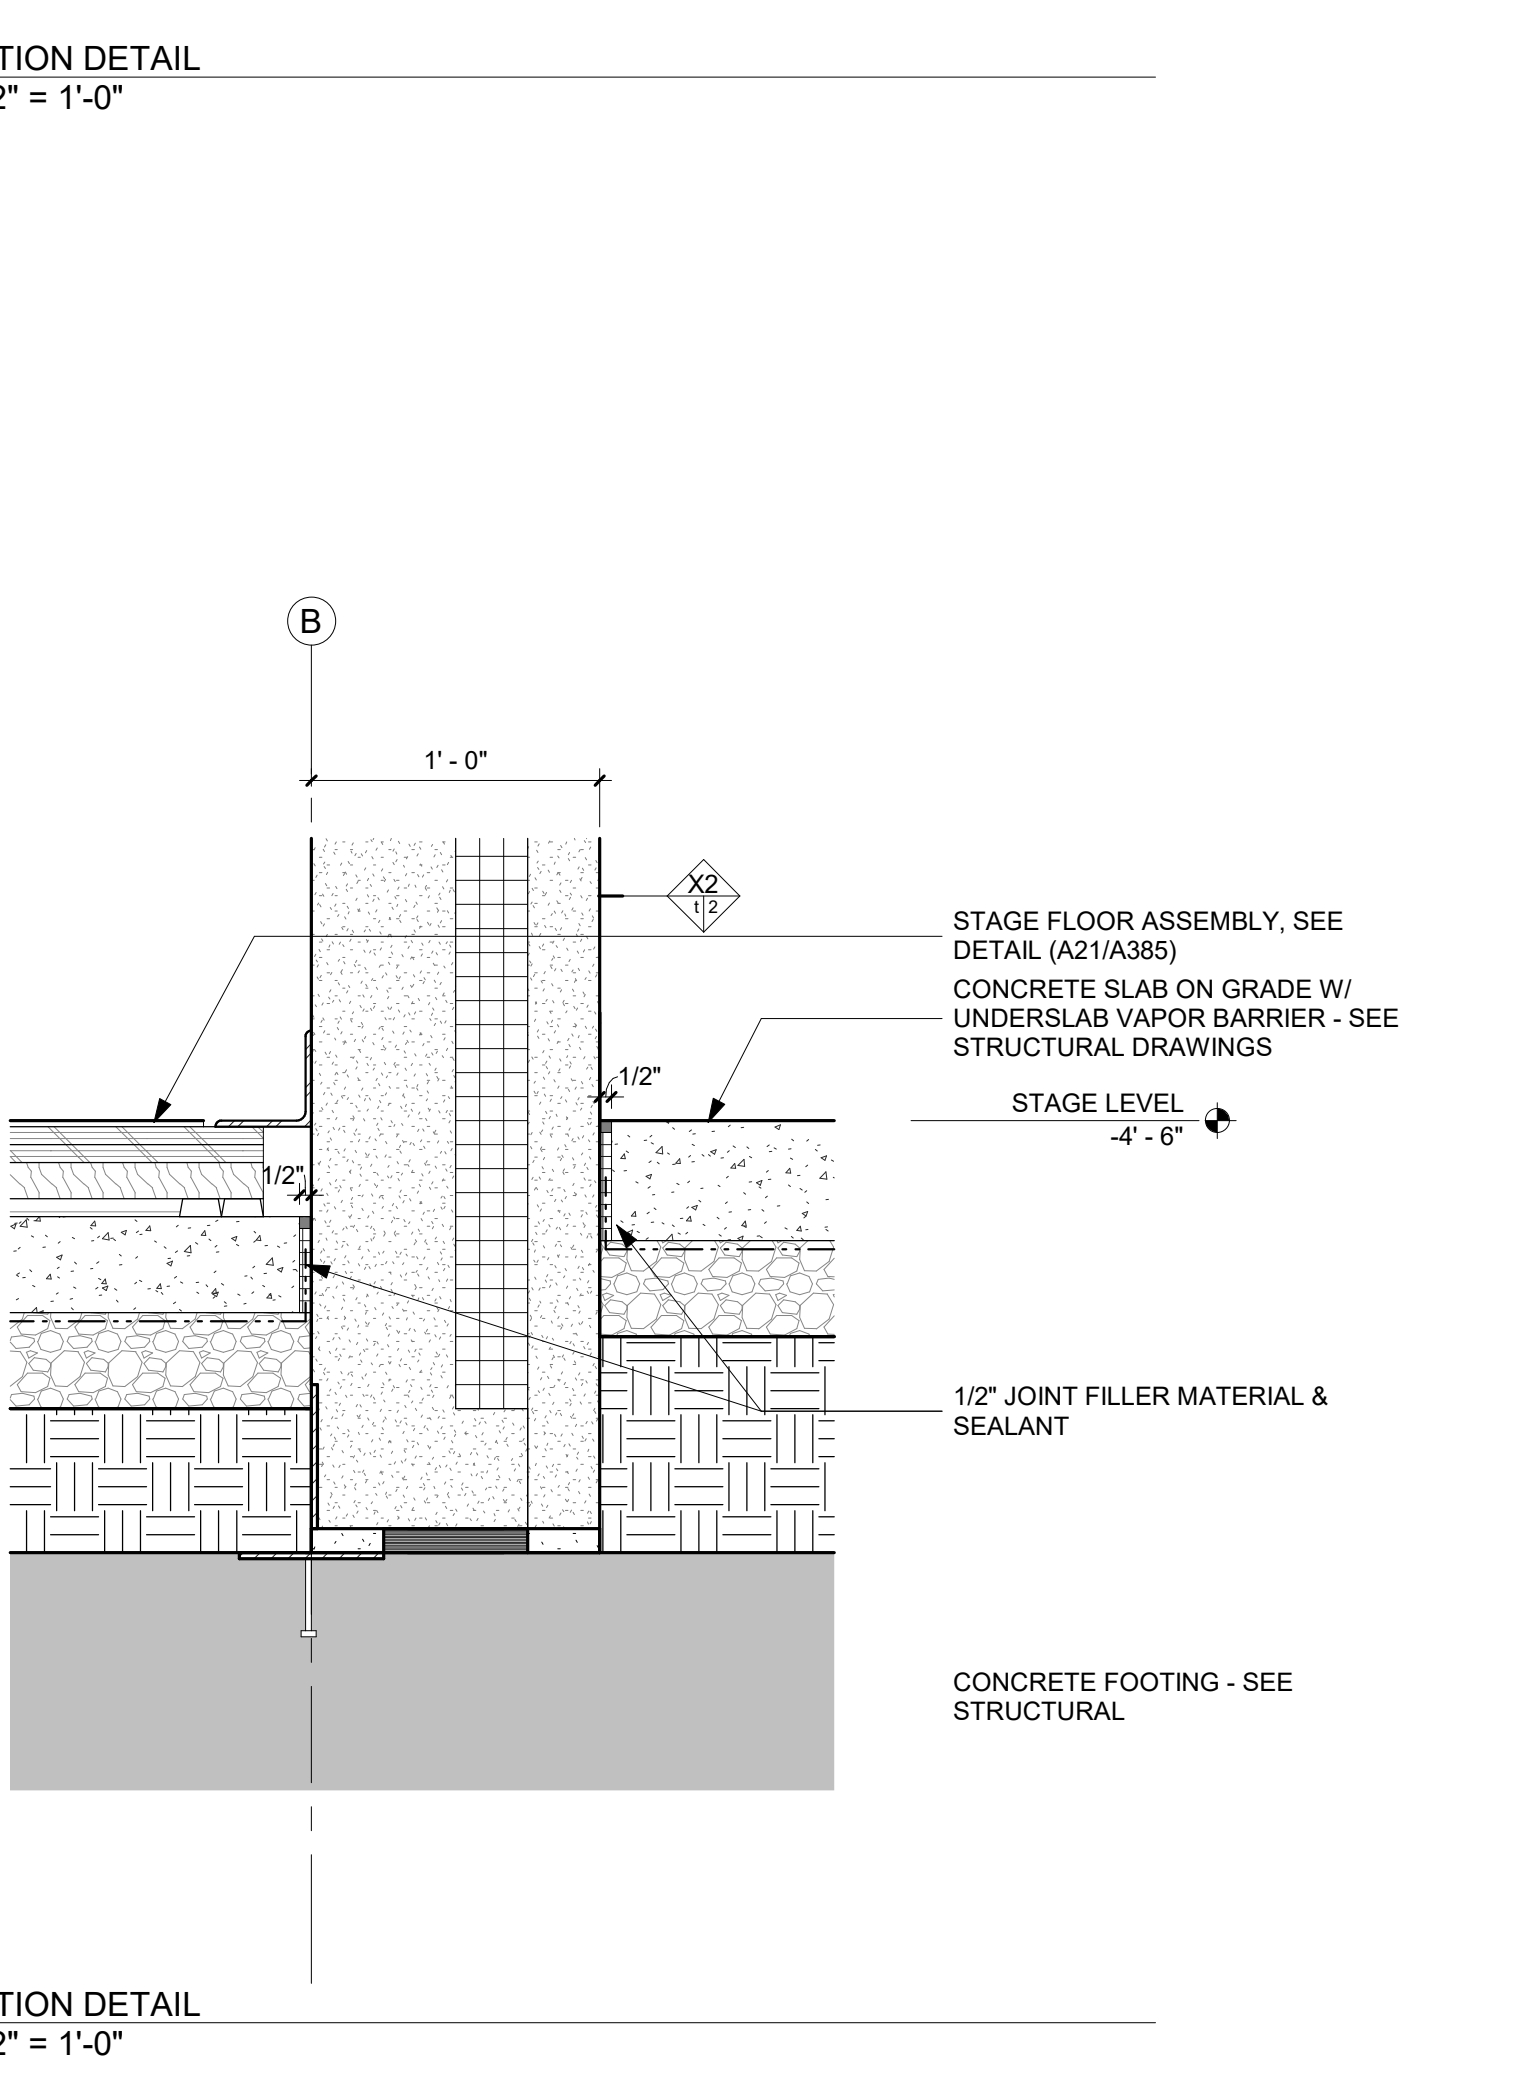 TION DETAIL
2" = 1'-0"
B
1' - 0"
X2
t 2
STAGE FLOOR ASSEMBLY, SEE
DETAIL (A21/A385)
CONCRETE SLAB ON GRADE W/
UNDERSLAB VAPOR BARRIER - SEE
STRUCTURAL DRAWINGS
1/2"
STAGE LEVEL
-4' - 6"
1/2"
1/2" JOINT FILLER MATERIAL &
SEALANT
CONCRETE FOOTING - SEE
STRUCTURAL
TION DETAIL
2" = 1'-0"